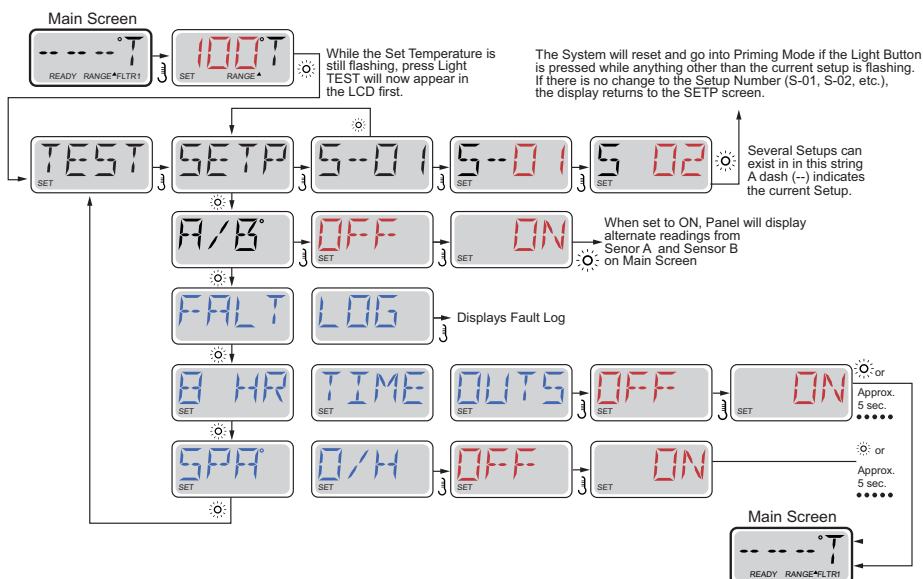 Main Screen
---- °T
READY RANGE FLTR1
100°T
SET RANGE
While the Set Temperature is
still flashing, press Light
TEST will now appear in
the LCD first.
The System will reset and go into Priming Mode if the Light Button
is pressed while anything other than the current setup is flashing.
If there is no change to the Setup Number (S-01, S-02, etc.),
the display returns to the SETP screen.
TEST
SET
SETP
S-01
S-01
SET
S 02
SET
Several Setups can
exist in in this string
A dash (--) indicates
the current Setup.
A/B°
SET
OFF
SET
ON
SET
When set to ON, Panel will display
alternate readings from
Senor A and Sensor B
on Main Screen
FALT
LOG
Displays Fault Log
8 HR
SET
TIME
OUTS
OFF
SET
ON
SET
or
Approx.
5 sec.
SPA°
SET
O/H
OFF
SET
ON
SET
or
Approx.
5 sec.
Main Screen
---- °T
READY RANGE FLTR1